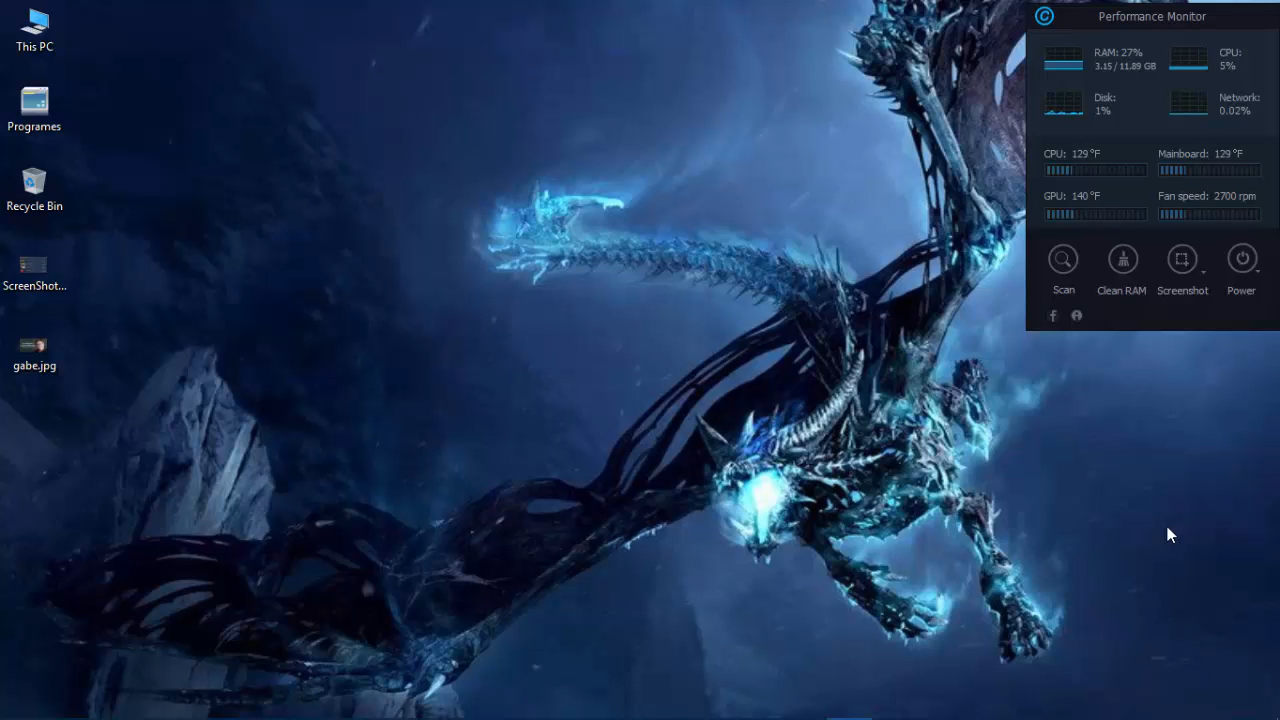 This PC
Programes
Recycle Bin
ScreenShot...
gabe.jpg
Performance Monitor
RAM: 27%
3.15 / 11.89 GB
CPU:
5%
Disk:
1%
Network:
0.02%
CPU: 129 °F
Mainboard: 129 °F
GPU: 140 °F
Fan speed: 2700 rpm
Scan
Clean RAM
Screenshot
Power